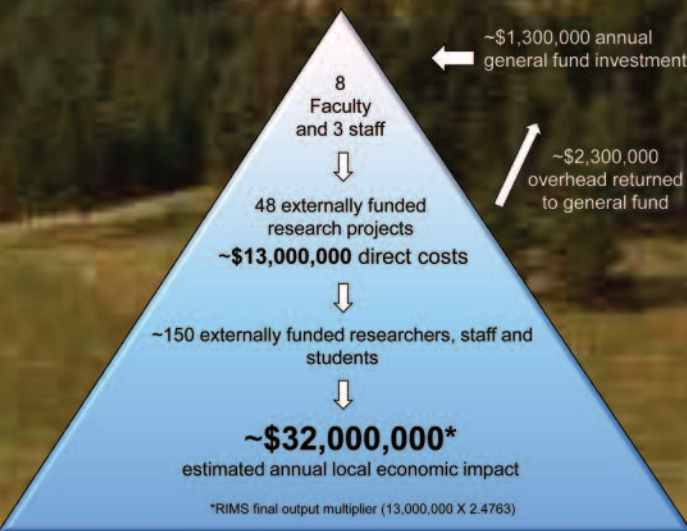 8
Faculty
and 3 staff
~$1,300,000 annual
general fund investment
~$2,300,000
overhead returned
to general fund
48 externally funded
research projects
~$13,000,000 direct costs
~150 externally funded researchers, staff and
students
~$32,000,000*
estimated annual local economic impact
*RIMS final output multiplier (13,000,000 X 2.4763)